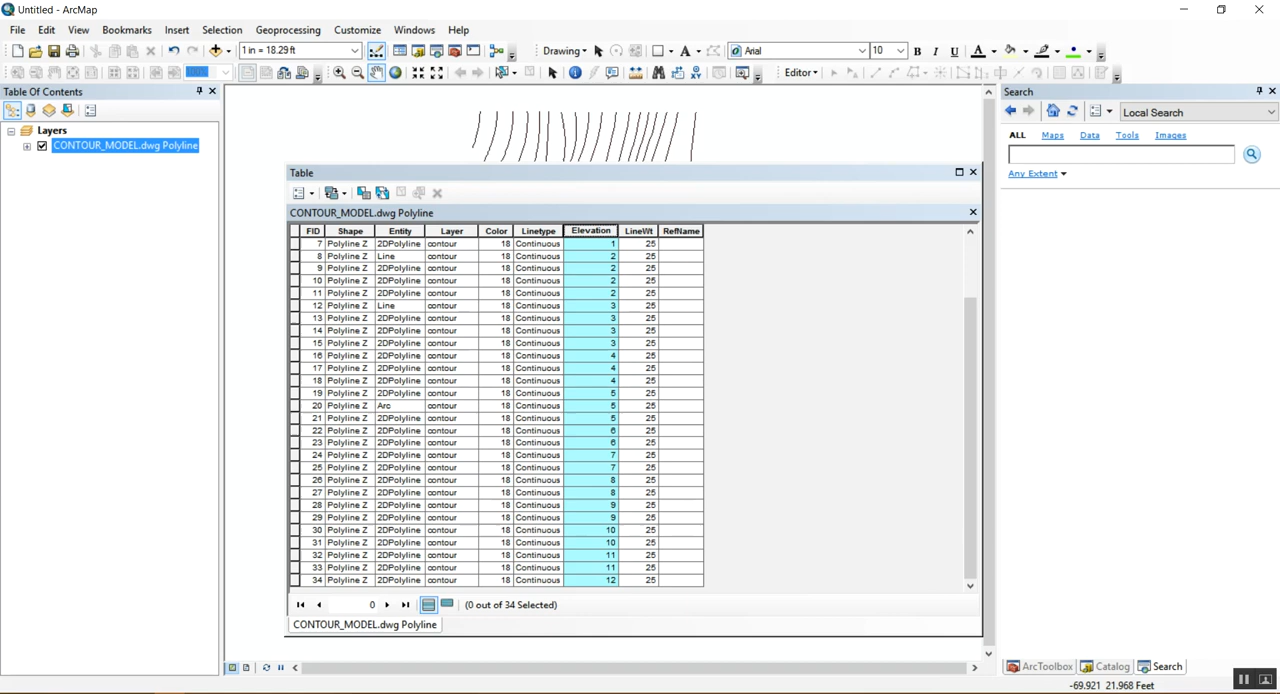 Untitled - ArcMap
File Edit View Bookmarks Insert Selection Geoprocessing Customize Windows Help
1 in = 18.29 ft Drawing Arial 10 B I U A
100% Editor
Table Of Contents
Layers
CONTOUR_MODEL.dwg Polyline
Table
CONTOUR_MODEL.dwg Polyline
FID Shape Entity Layer Color Linetype Elevation LineWt RefName
7 Polyline Z 2DPolyline contour 18 Continuous 1 25
8 Polyline Z Line contour 18 Continuous 2 25
9 Polyline Z 2DPolyline contour 18 Continuous 2 25
10 Polyline Z 2DPolyline contour 18 Continuous 2 25
11 Polyline Z 2DPolyline contour 18 Continuous 2 25
12 Polyline Z Line contour 18 Continuous 3 25
13 Polyline Z 2DPolyline contour 18 Continuous 3 25
14 Polyline Z 2DPolyline contour 18 Continuous 3 25
15 Polyline Z 2DPolyline contour 18 Continuous 3 25
16 Polyline Z 2DPolyline contour 18 Continuous 4 25
17 Polyline Z 2DPolyline contour 18 Continuous 4 25
18 Polyline Z 2DPolyline contour 18 Continuous 4 25
19 Polyline Z 2DPolyline contour 18 Continuous 5 25
20 Polyline Z Arc contour 18 Continuous 5 25
21 Polyline Z 2DPolyline contour 18 Continuous 5 25
22 Polyline Z 2DPolyline contour 18 Continuous 6 25
23 Polyline Z 2DPolyline contour 18 Continuous 6 25
24 Polyline Z 2DPolyline contour 18 Continuous 7 25
25 Polyline Z 2DPolyline contour 18 Continuous 7 25
26 Polyline Z 2DPolyline contour 18 Continuous 8 25
27 Polyline Z 2DPolyline contour 18 Continuous 8 25
28 Polyline Z 2DPolyline contour 18 Continuous 9 25
29 Polyline Z 2DPolyline contour 18 Continuous 9 25
30 Polyline Z 2DPolyline contour 18 Continuous 10 25
31 Polyline Z 2DPolyline contour 18 Continuous 10 25
32 Polyline Z 2DPolyline contour 18 Continuous 11 25
33 Polyline Z 2DPolyline contour 18 Continuous 11 25
34 Polyline Z 2DPolyline contour 18 Continuous 12 25
0 (0 out of 34 Selected)
CONTOUR_MODEL.dwg Polyline
Search
Local Search
ALL Maps Data Tools Images
Any Extent
ArcToolbox Catalog Search
-69.921 21.968 Feet